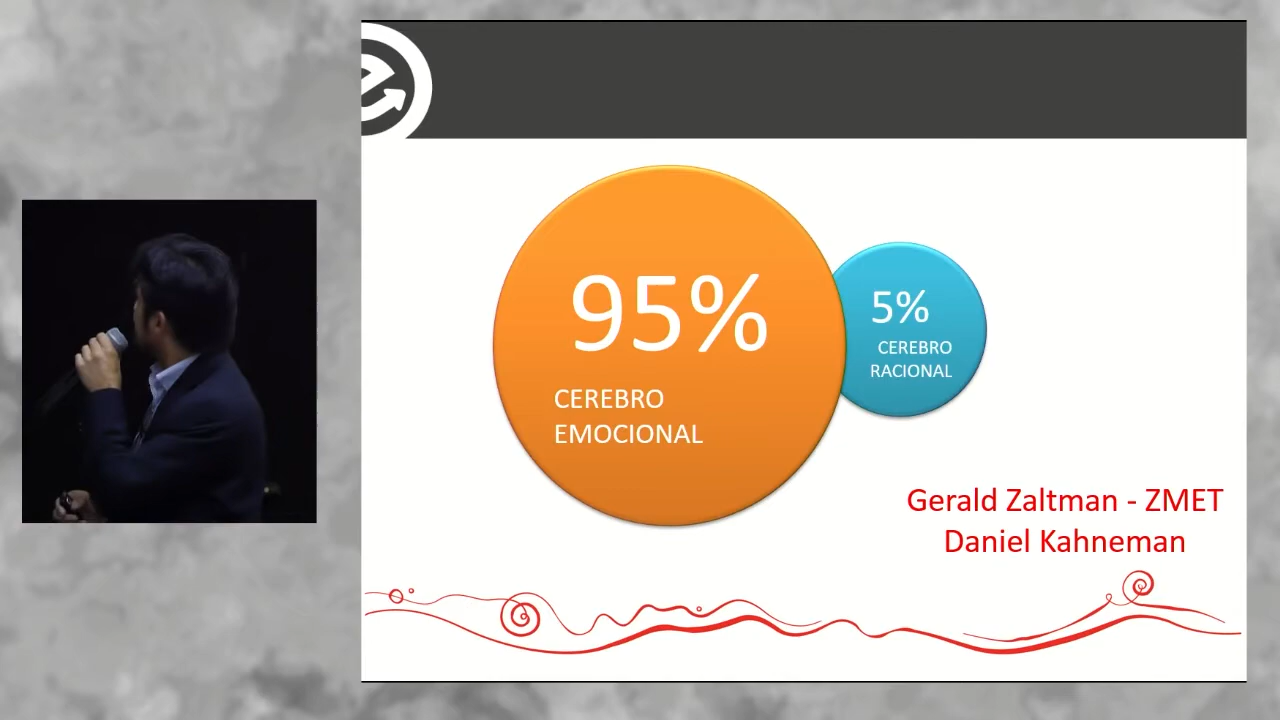 95%
CEREBRO
EMOCIONAL
5%
CEREBRO
RACIONAL
Gerald Zaltman - ZMET
Daniel Kahneman